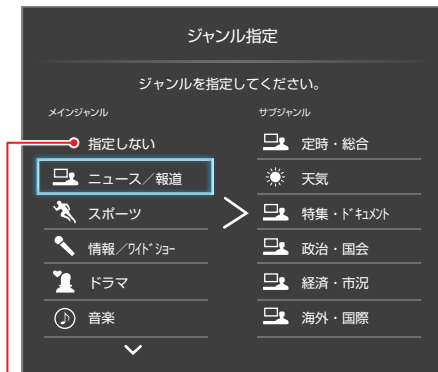 ジャンル指定
ジャンルを指定してください。
メインジャンル
サブジャンル
指定しない
定時・総合
ニュース／報道
天気
スポーツ
特集・ﾄﾞｷｭﾒﾝﾄ
情報／ﾜｲﾄﾞｼｮｰ
政治・国会
ドラマ
経済・市況
音楽
海外・国際